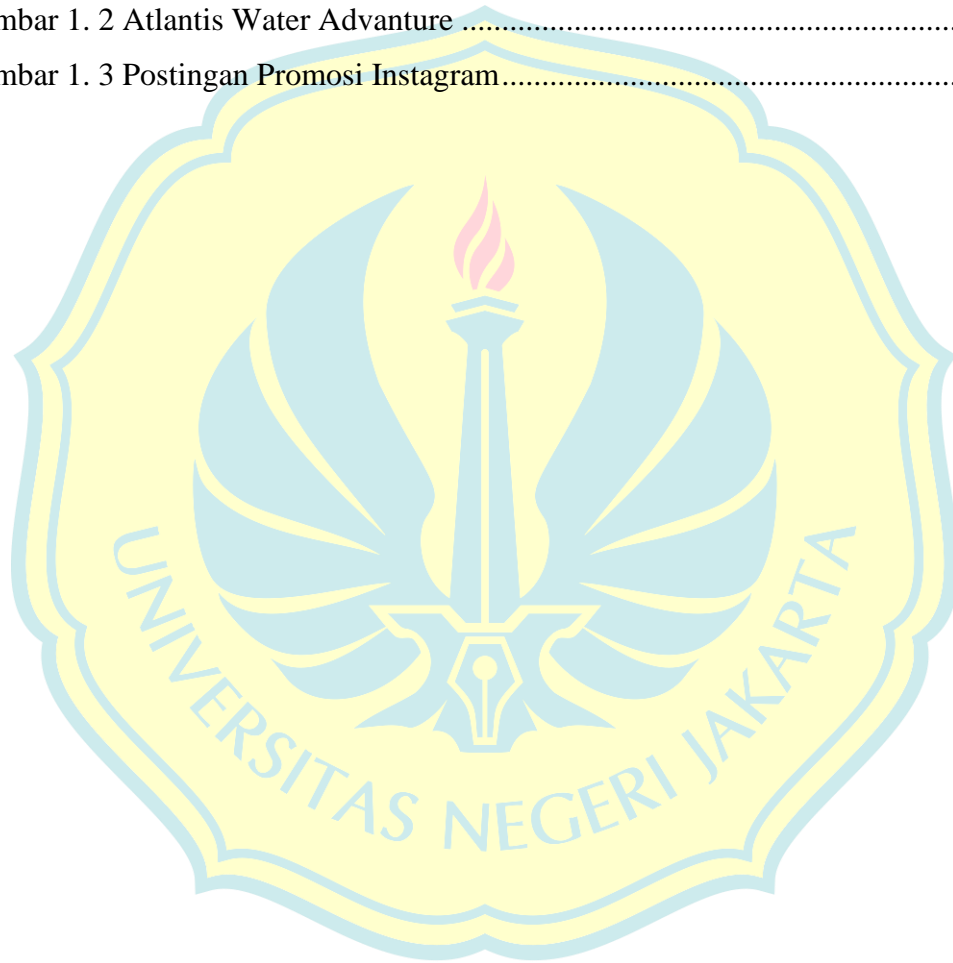 mbar 1. 2 Atlantis Water Advanture ................................................................
mbar 1. 3 Postingan Promosi Instagram...........................................................
UNIVERSITAS NEGERI JAKARTA